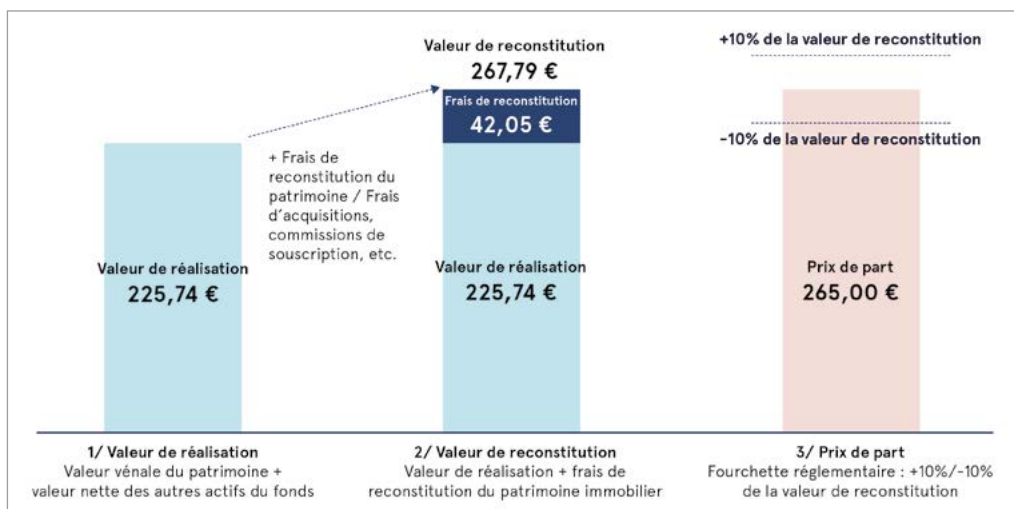 Valeur de reconstitution
267,79 €
Frais de reconstitution
42,05 €
+10% de la valeur de reconstitution
-10% de la valeur de reconstitution
+ Frais de
reconstitution du
patrimoine / Frais
d'acquisitions,
commissions de
souscription, etc.
Valeur de réalisation
225,74 €
Valeur de réalisation
225,74 €
Prix de part
265,00 €
1/ Valeur de réalisation
Valeur vénale du patrimoine +
valeur nette des autres actifs du fonds
2/ Valeur de reconstitution
Valeur de réalisation + frais de
reconstitution du patrimoine immobilier
3/ Prix de part
Fourchette réglementaire : +10%/-10%
de la valeur de reconstitution